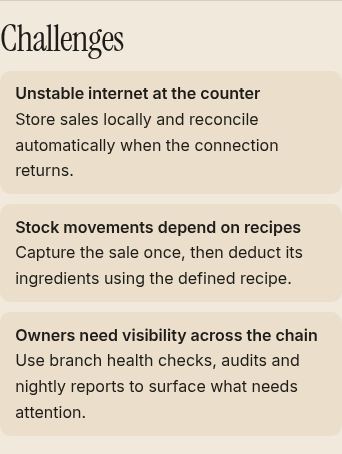 Challenges
Unstable internet at the counter
Store sales locally and reconcile
automatically when the connection
returns.
Stock movements depend on recipes
Capture the sale once, then deduct its
ingredients using the defined recipe.
Owners need visibility across the chain
Use branch health checks, audits and
nightly reports to surface what needs
attention.